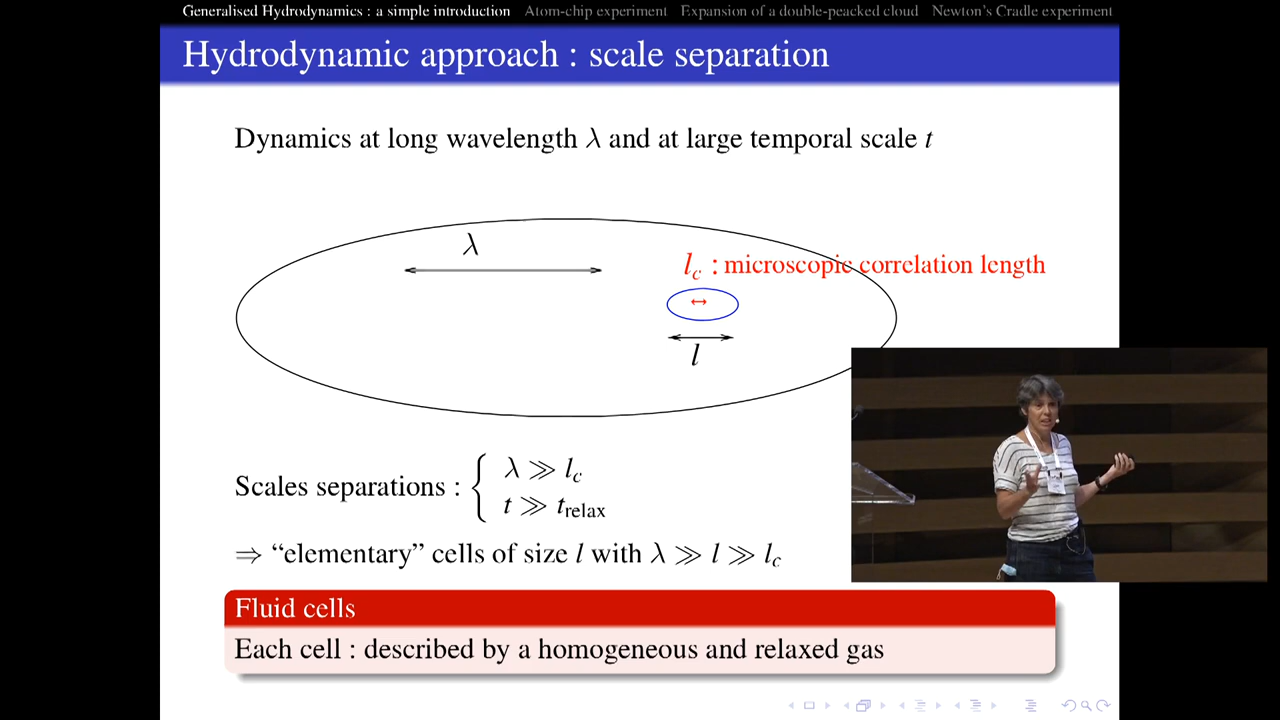 Generalised Hydrodynamics : a simple introduction Atom-chip experiment Expansion of a double-peacked cloud Newton's Cradle experiment
Hydrodynamic approach : scale separation
Dynamics at long wavelength λ and at large temporal scale t
λ
l_c : microscopic correlation length
l
Scales separations : { λ ≫ l_c
t ≫ t_relax
⇒ “elementary” cells of size l with λ ≫ l ≫ l_c
Fluid cells
Each cell : described by a homogeneous and relaxed gas